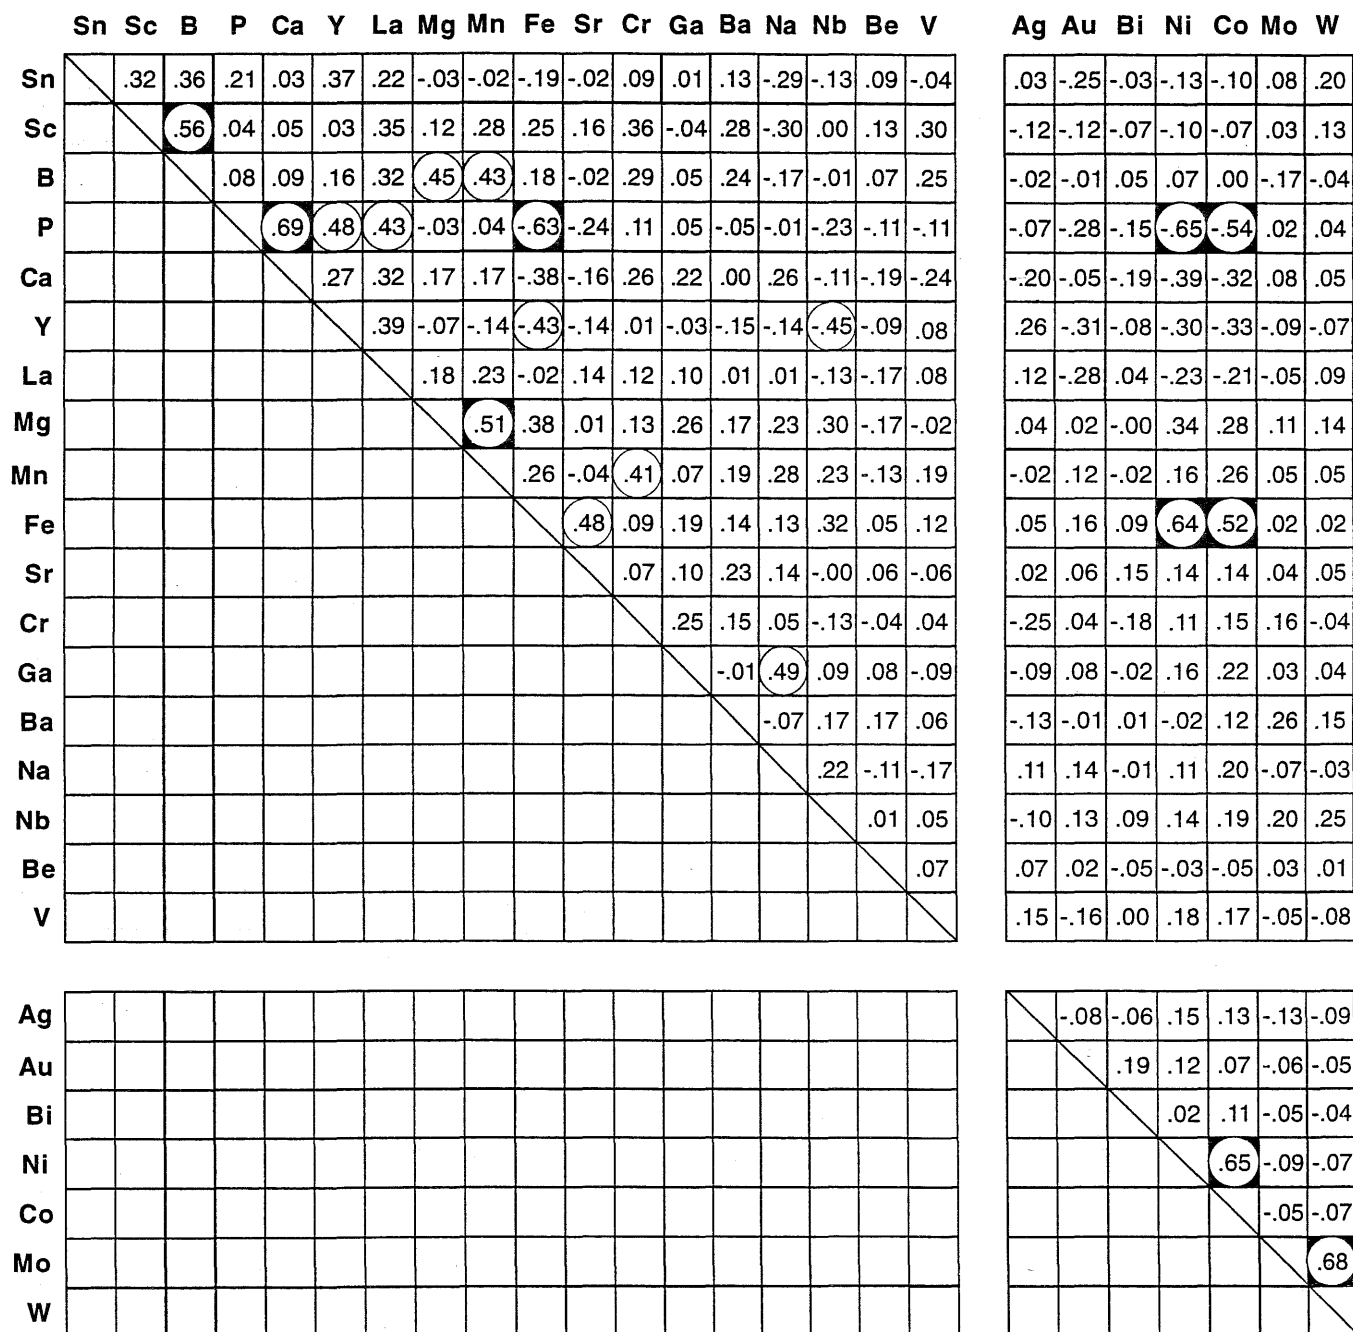 Sn Sc B P Ca Y La Mg Mn Fe Sr Cr Ga Ba Na Nb Be V Ag Au Bi Ni Co Mo W
Sn .32 .36 .21 .03 .37 .22 -.03 -.02 -.19 -.02 .09 .01 .13 -.29 -.13 .09 -.04 .03 -.25 -.03 -.13 -.10 .08 .20
Sc .56 .04 .05 .03 .35 .12 .28 .25 .16 .36 -.04 .28 -.30 .00 .13 .30 -.12 -.12 -.07 -.10 -.07 .03 .13
B .08 .09 .16 .32 .45 .43 .18 -.02 .29 .05 .24 -.17 -.01 .07 .25 -.02 -.01 .05 .07 .00 -.17 -.04
P .69 .48 .43 -.03 .04 -.63 -.24 .11 .05 -.05 -.01 -.23 -.11 -.11 -.07 -.28 -.15 -.65 -.54 .02 .04
Ca .27 .32 .17 .17 -.38 -.16 .26 .22 .00 .26 -.11 -.19 -.24 -.20 -.05 -.19 -.39 -.32 .08 .05
Y .39 -.07 -.14 -.43 -.14 .01 -.03 -.15 -.14 -.45 -.09 .08 .26 -.31 -.08 -.30 -.33 -.09 -.07
La .18 .23 -.02 .14 .12 .10 .01 .01 -.13 -.17 .08 .12 -.28 .04 -.23 -.21 -.05 .09
Mg .51 .38 .01 .13 .26 .17 .23 .30 -.17 -.02 .04 .02 -.00 .34 .28 .11 .14
Mn .26 -.04 .41 .07 .19 .28 .23 -.13 .19 -.02 .12 -.02 .16 .26 .05 .05
Fe .48 .09 .19 .14 .13 .32 .05 .12 .05 .16 .09 .64 .52 .02 .02
Sr .07 .10 .23 .14 -.00 .06 -.06 .02 .06 .15 .14 .14 .04 .05
Cr .25 .15 .05 -.13 -.04 .04 -.25 .04 -.18 .11 .15 .16 -.04
Ga -.01 .49 .09 .08 -.09 -.09 .08 -.02 .16 .22 .03 .04
Ba -.07 .17 .17 .06 -.13 -.01 .01 -.02 .12 .26 .15
Na .22 -.11 -.17 .11 .14 -.01 .11 .20 -.07 -.03
Nb .01 .05 -.10 .13 .09 .14 .19 .20 .25
Be .07 .07 .02 -.05 -.03 -.05 .03 .01
V .15 -.16 .00 .18 .17 -.05 -.08
Ag -.08 -.06 .15 .13 -.13 -.09
Au .19 .12 .07 -.06 -.05
Bi .02 .11 -.05 -.04
Ni .65 -.09 -.07
Co -.05 -.07
Mo .68
W